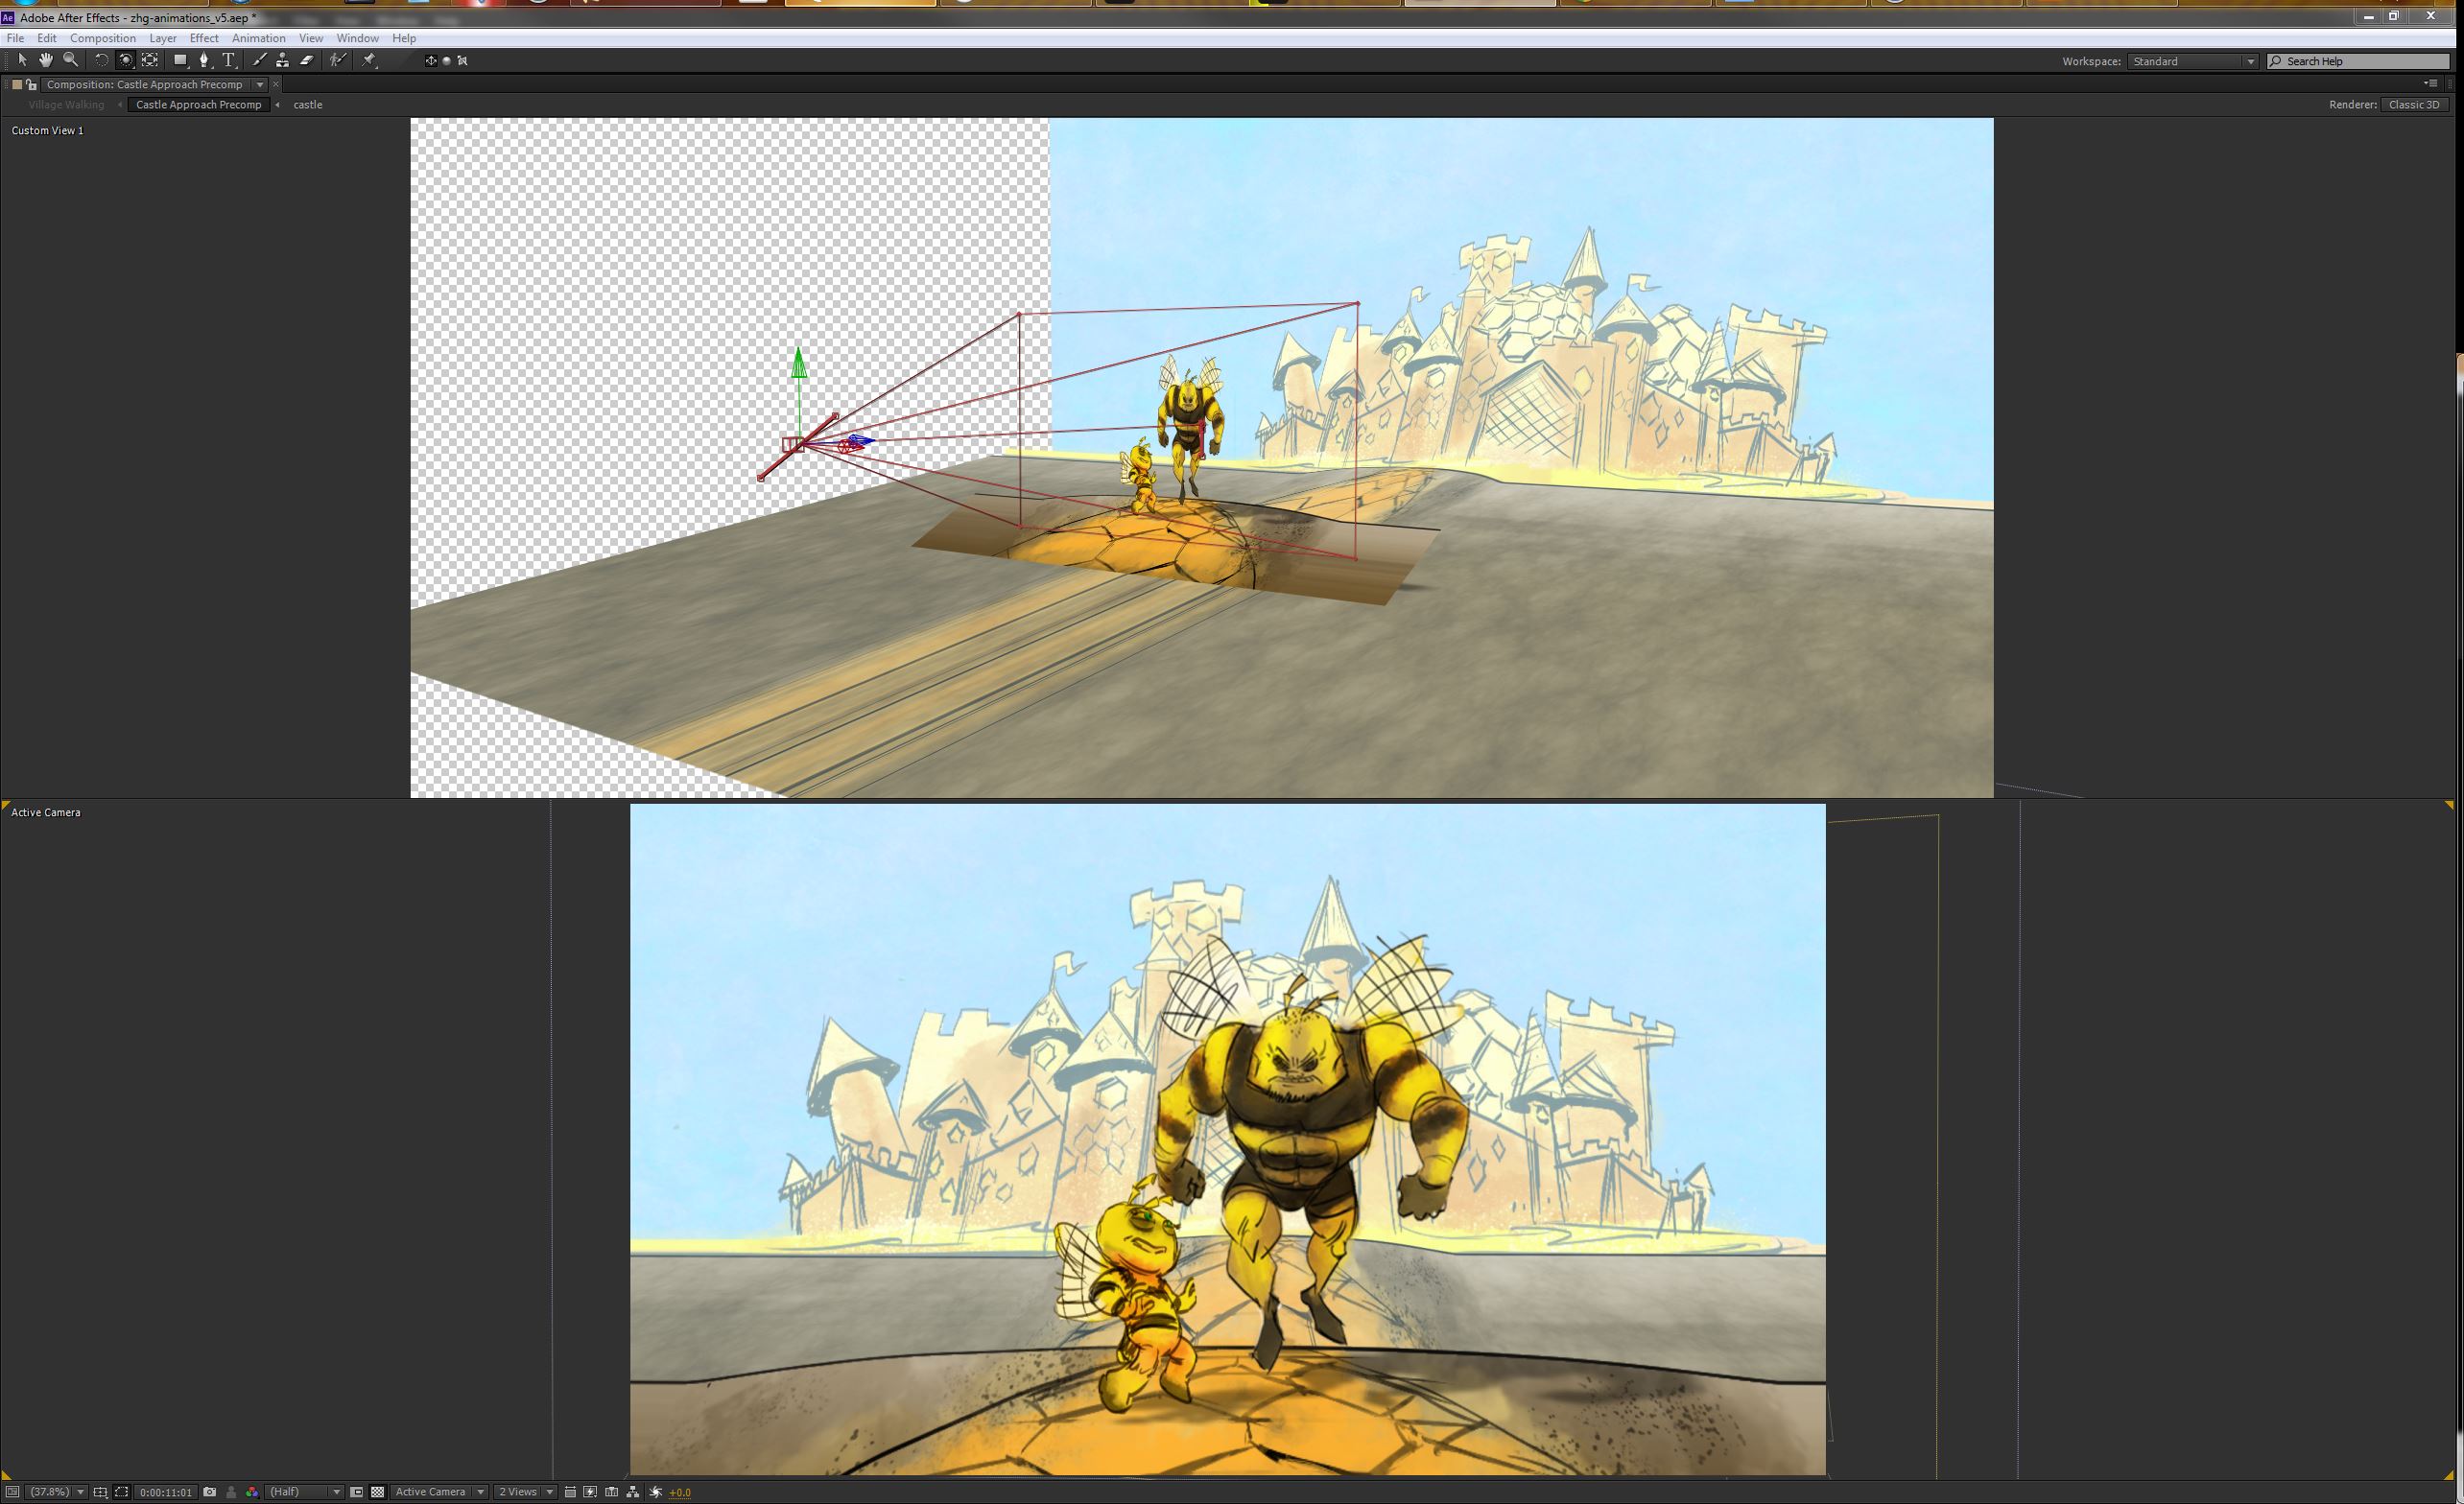 Ae Adobe After Effects - zhg-animations_v5.aep *
File Edit Composition Layer Effect Animation View Window Help
Workspace: Standard Search Help
Composition: Castle Approach Precomp
Village Walking Castle Approach Precomp castle Renderer: Classic 3D
Custom View 1
Active Camera
(37.8%) 0:00:11:01 (Half) Active Camera 2 Views +0.0